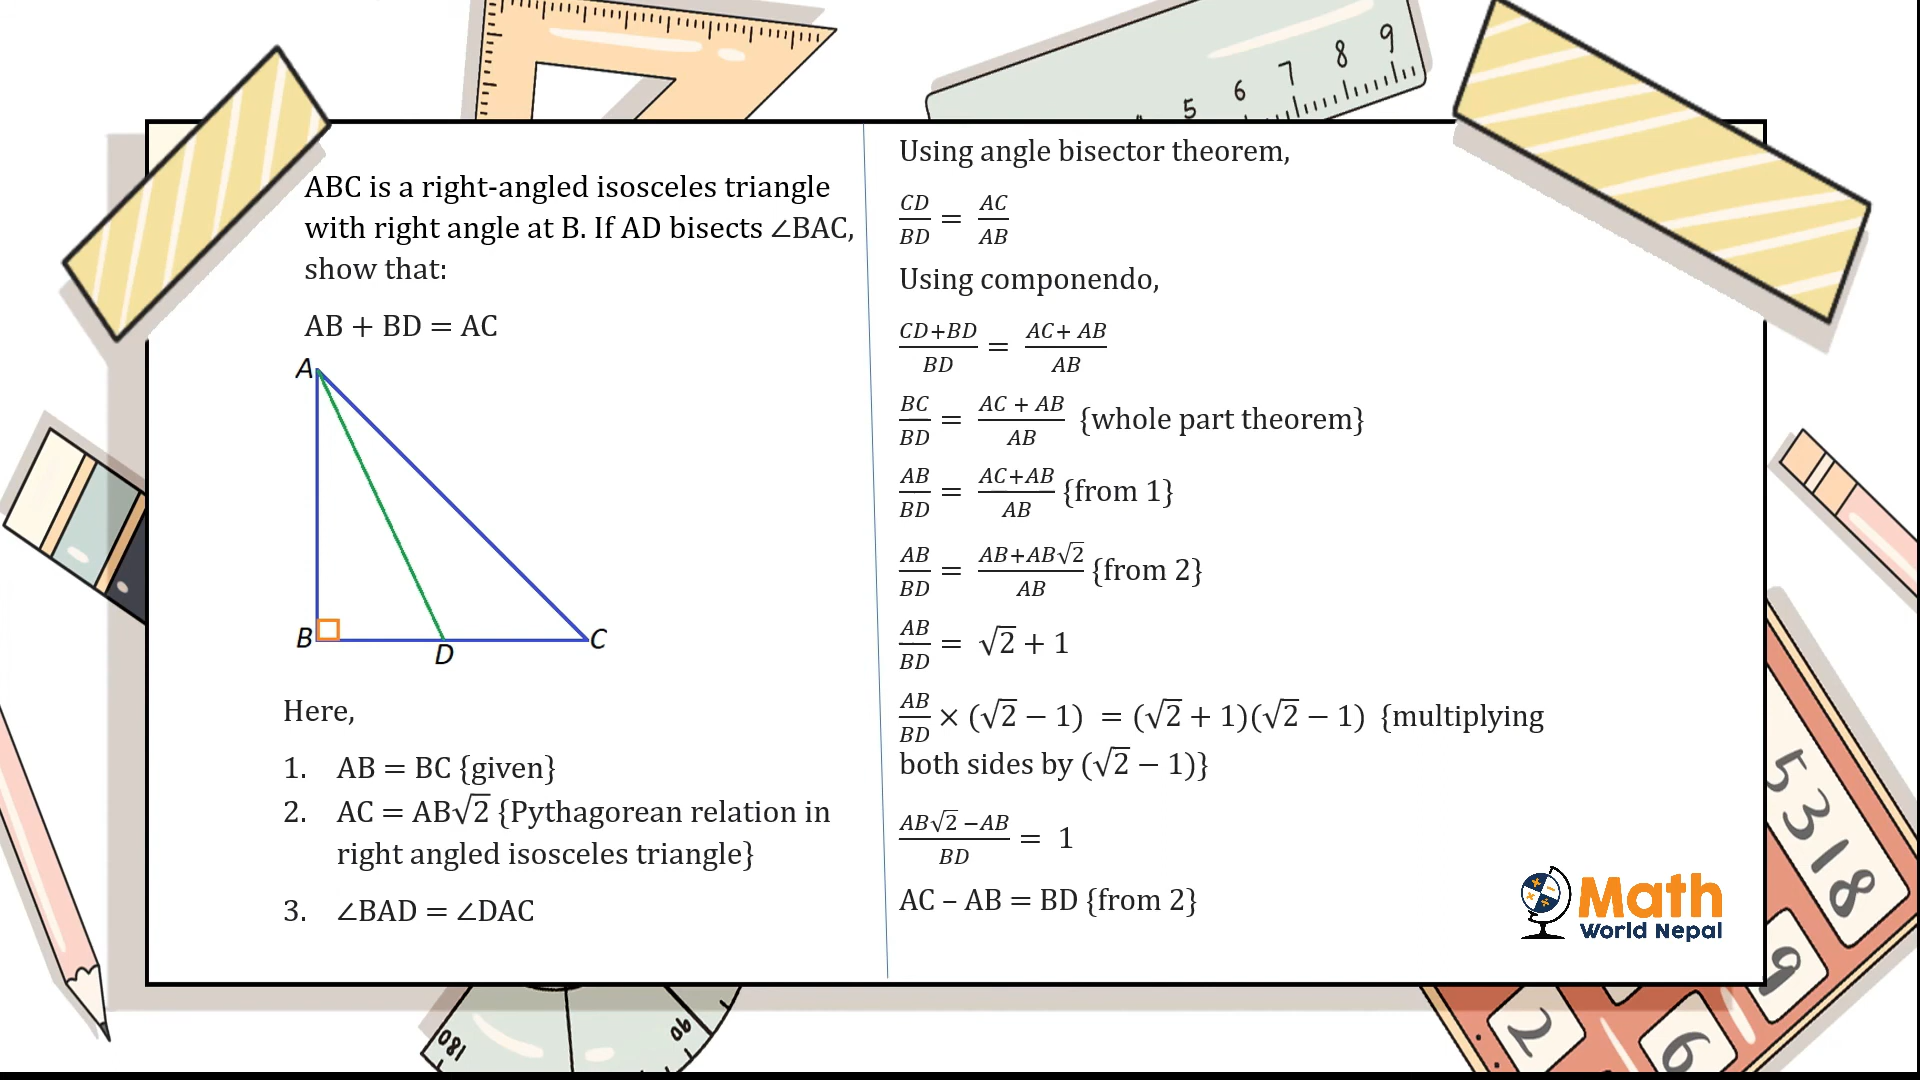 ABC is a right-angled isosceles triangle
with right angle at B. If AD bisects ∠BAC,
show that:
AB + BD = AC
A
B
D
C
Here,
1. AB = BC {given}
2. AC = AB√2 {Pythagorean relation in
right angled isosceles triangle}
3. ∠BAD = ∠DAC
Using angle bisector theorem,
CD/BD = AC/AB
Using componendo,
CD+BD/BD = AC+ AB/AB
BC/BD = AC + AB/AB {whole part theorem}
AB/BD = AC+AB/AB {from 1}
AB/BD = AB+AB√2/AB {from 2}
AB/BD = √2 + 1
AB/BD × (√2 − 1) = (√2 + 1)(√2 − 1) {multiplying
both sides by (√2 − 1)}
AB√2 −AB/BD = 1
AC – AB = BD {from 2}
Math
World Nepal
5 6 7 8 9
180
90
5318
9
2
6